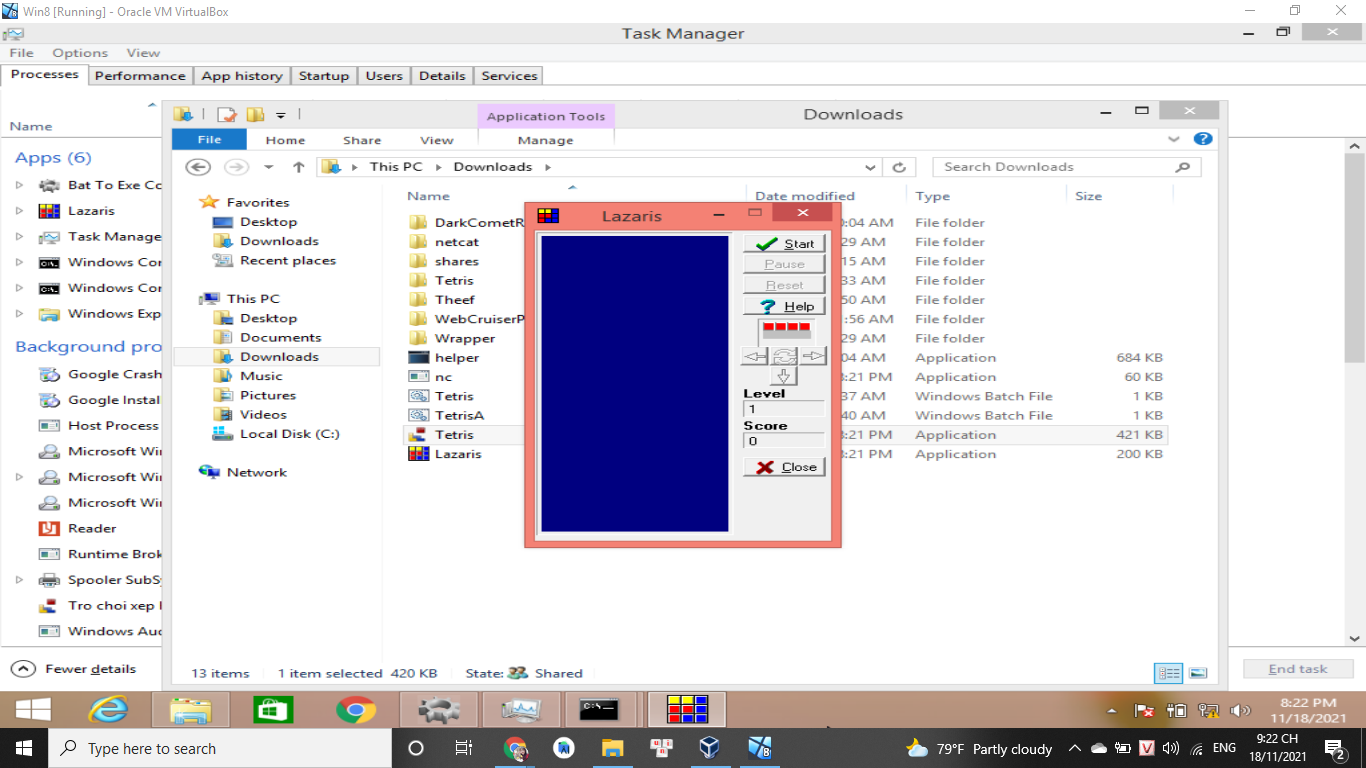 Win8 [Running] - Oracle VM VirtualBox
Task Manager
File Options View
Processes Performance App history Startup Users Details Services
Name
Apps (6)
Bat To Exe Co
Lazaris
Task Manage
Windows Cor
Windows Cor
Windows Exp
Background pro
Google Crash
Google Instal
Host Process
Microsoft Wi
Microsoft Wi
Microsoft Wi
Reader
Runtime Brok
Spooler SubSy
Tro choi xep
Windows Aud
Fewer details
End task
Application Tools
Downloads
File Home Share View Manage
This PC Downloads
Search Downloads
Favorites
Desktop
Downloads
Recent places
This PC
Desktop
Documents
Downloads
Music
Pictures
Videos
Local Disk (C:)
Network
Name Date modified Type Size
DarkCometR :04 AM File folder
netcat 29 AM File folder
shares 15 AM File folder
Tetris 33 AM File folder
Theef 50 AM File folder
WebCruiserP :56 AM File folder
Wrapper 29 AM File folder
helper 04 AM Application 684 KB
nc :21 PM Application 60 KB
Tetris 37 AM Windows Batch File 1 KB
TetrisA 40 AM Windows Batch File 1 KB
Tetris :21 PM Application 421 KB
Lazaris :21 PM Application 200 KB
13 items 1 item selected 420 KB State: Shared
Lazaris
Start
Pause
Reset
Help
Level
1
Score
0
Close
8:22 PM
11/18/2021
Type here to search
79°F Partly cloudy
ENG
9:22 CH
18/11/2021
2